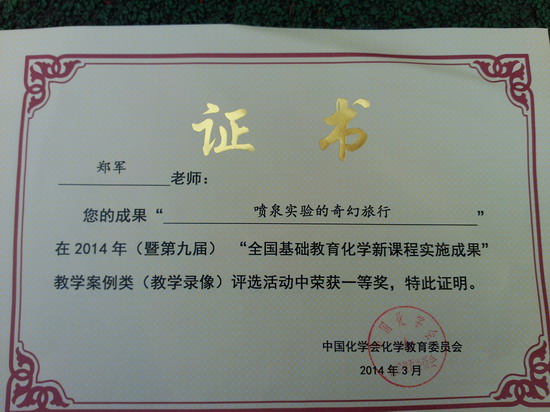 证 书
郑军 老师：
您的成果“ 喷泉实验的奇幻旅行 ”
在2014年（暨第九届）“全国基础教育化学新课程实施成果”
教学案例类（教学录像）评选活动中荣获一等奖，特此证明。
中国化学会化学教育委员会
2014年3月